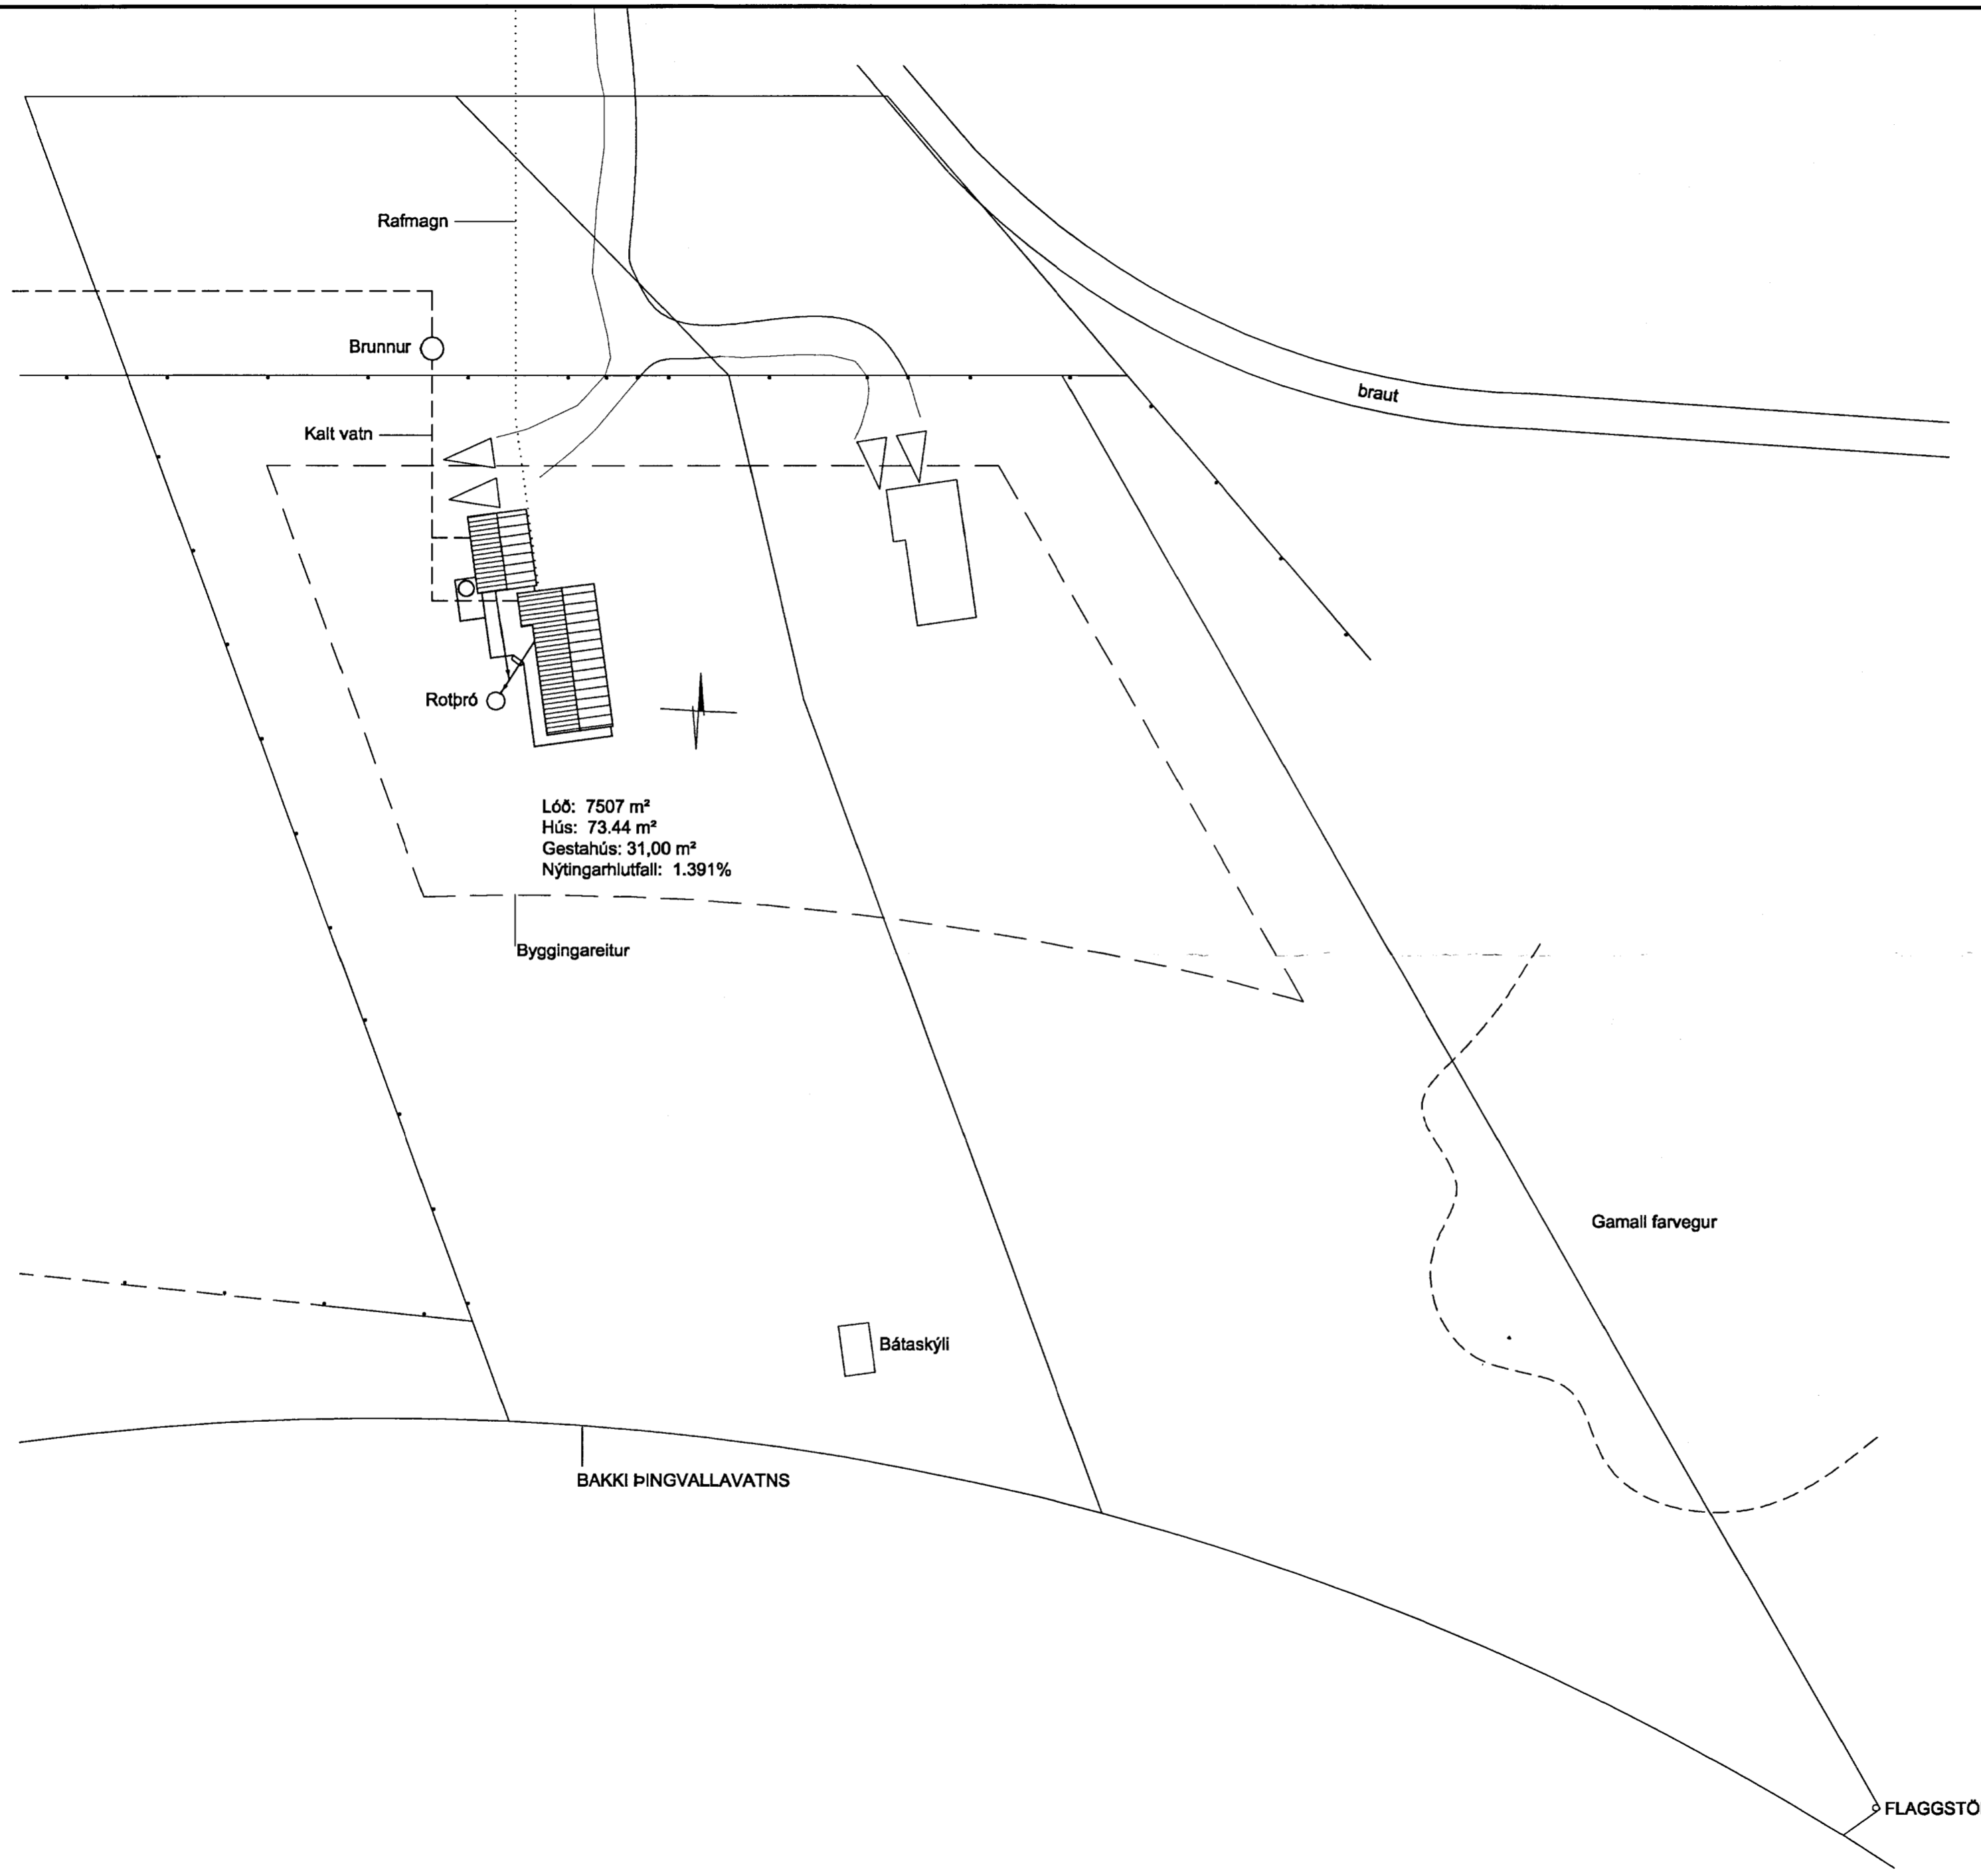 Rafmagn
Brunnur
braut
Kalt vatn
Rotþró
Lóð: 7507 m²
Hús: 73.44 m²
Gestahús: 31,00 m²
Nýtingarhlutfall: 1.391%
Byggingareitur
Gamall farvegur
Bátaskýli
BAKKI ÞINGVALLAVATNS
FLAGGSTÖ